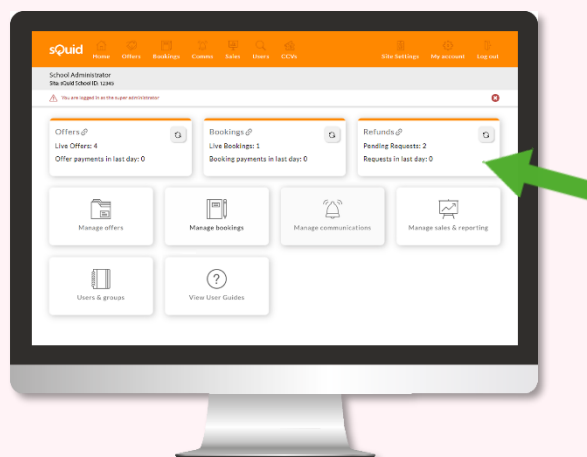 sQuid
Home Offers Bookings Comms Sales Users CCVs Site Settings My account Log out
School Administrator
Site sQuid School ID: 12345
You are logged in as the super administrator
Offers
Live Offers: 4
Offer payments in last day: 0
Bookings
Live Bookings: 1
Booking payments in last day: 0
Refunds
Pending Requests: 2
Requests in last day: 0
Manage offers
Manage bookings
Manage communications
Manage sales & reporting
Users & groups
View User Guides